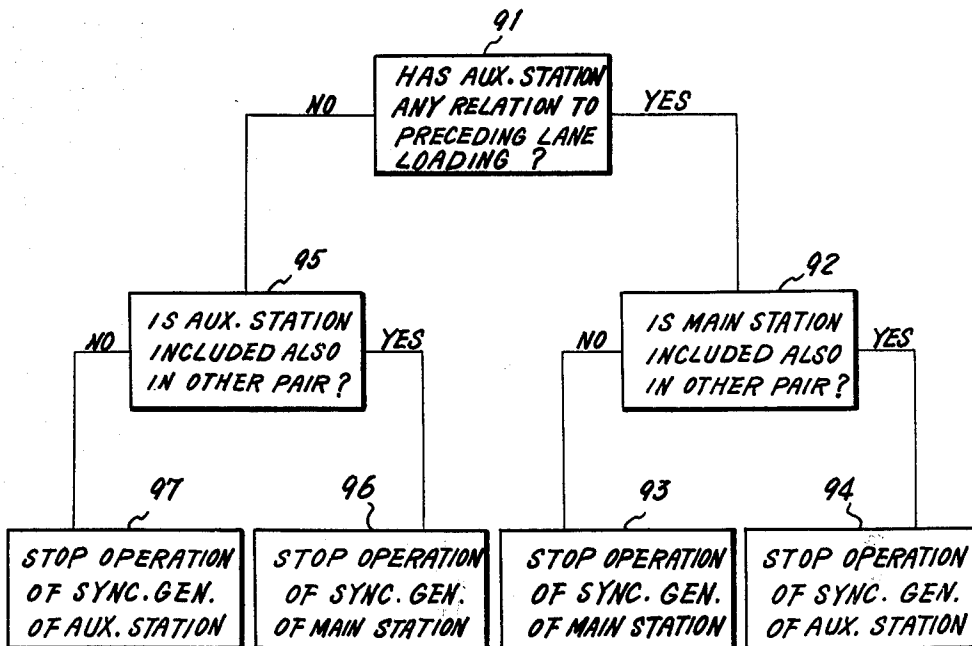 91
HAS AUX. STATION
ANY RELATION TO
PRECEDING LANE
LOADING ?
NO
YES
95
IS AUX. STATION
INCLUDED ALSO
IN OTHER PAIR ?
NO
YES
92
IS MAIN STATION
INCLUDED ALSO
IN OTHER PAIR ?
NO
YES
97
STOP OPERATION
OF SYNC. GEN.
OF AUX. STATION
96
STOP OPERATION
OF SYNC. GEN.
OF MAIN STATION
93
STOP OPERATION
OF SYNC. GEN.
OF MAIN STATION
94
STOP OPERATION
OF SYNC. GEN.
OF AUX. STATION